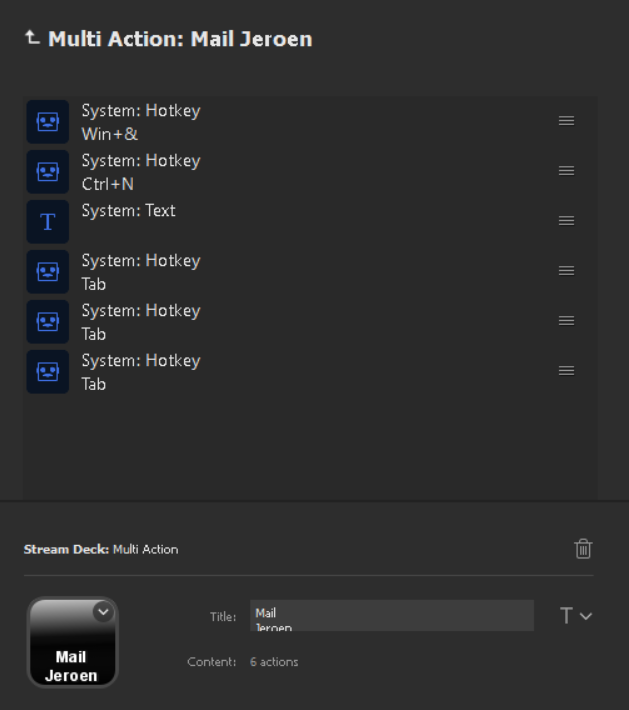 Multi Action: Mail Jeroen
System: Hotkey
Win+&
System: Hotkey
Ctrl+N
T
System: Text
System: Hotkey
Tab
System: Hotkey
Tab
System: Hotkey
Tab
Stream Deck: Multi Action
Mail
Jeroen
Title:
Mail
Jeroen
T
Content:
6 actions